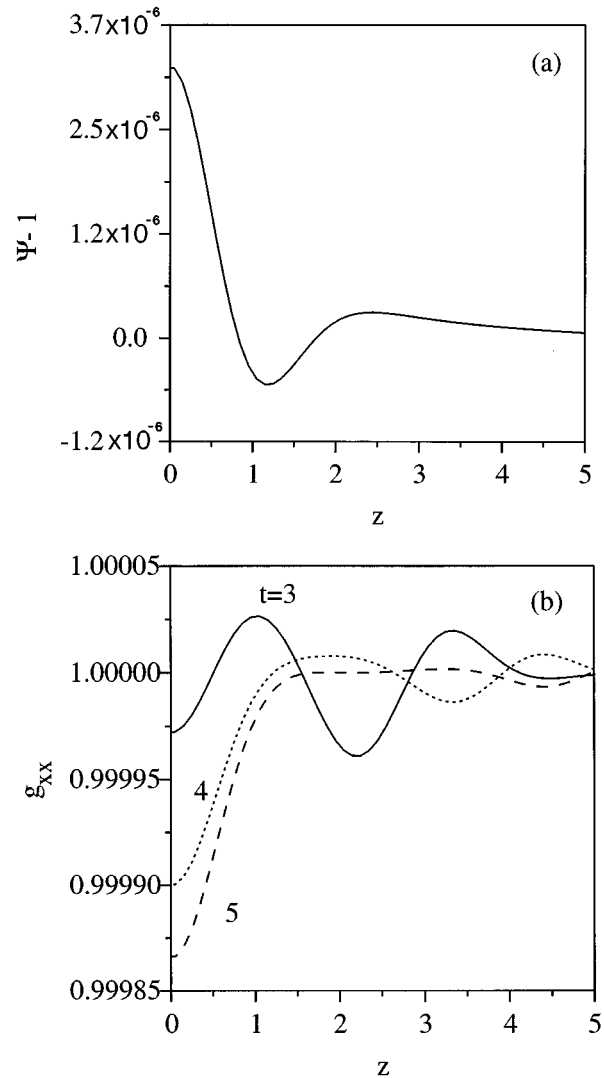 3.7x10⁻⁶
(a)
2.5x10⁻⁶
1.2x10⁻⁶
Ψ - 1
0.0
-1.2x10⁻⁶
0 1 2 3 4 5
z
1.00005
t=3
(b)
1.00000
g_xx
0.99995
4
0.99990
5
0.99985
0 1 2 3 4 5
z